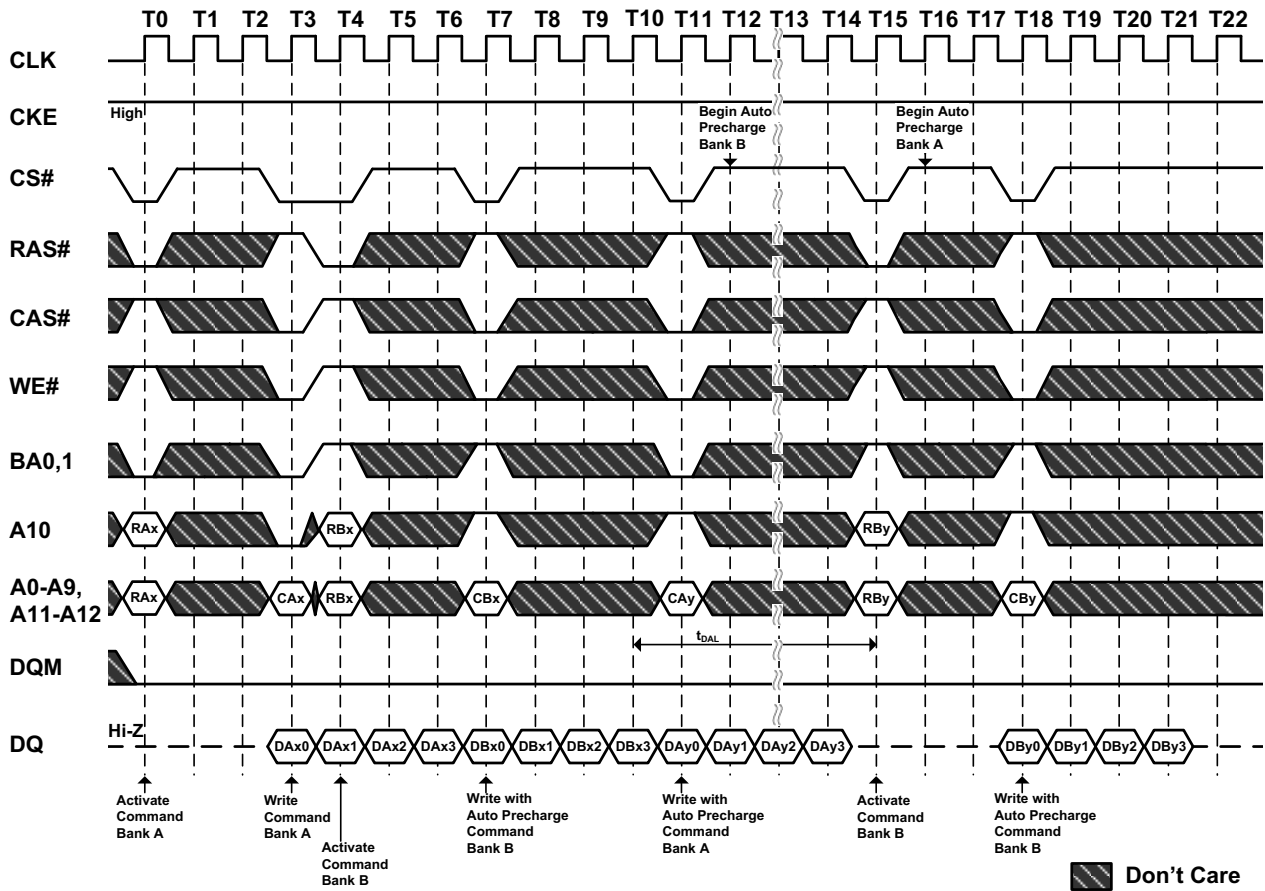 T0 T1 T2 T3 T4 T5 T6 T7 T8 T9 T10 T11 T12 T13 T14 T15 T16 T17 T18 T19 T20 T21 T22
CLK
CKE
High
Begin Auto
Precharge
Bank B
Begin Auto
Precharge
Bank A
CS#
RAS#
CAS#
WE#
BA0,1
A10
RAx RBx RBy
A0-A9,
A11-A12
RAx CAx RBx CBx CAy RBy CBy
tDAL
DQM
DQ
Hi-Z
DAx0 DAx1 DAx2 DAx3 DBx0 DBx1 DBx2 DBx3 DAy0 DAy1 DAy2 DAy3 DBy0 DBy1 DBy2 DBy3
Activate
Command
Bank A
Write
Command
Bank A
Activate
Command
Bank B
Write with
Auto Precharge
Command
Bank B
Write with
Auto Precharge
Command
Bank A
Activate
Command
Bank B
Write with
Auto Precharge
Command
Bank B
Don't Care